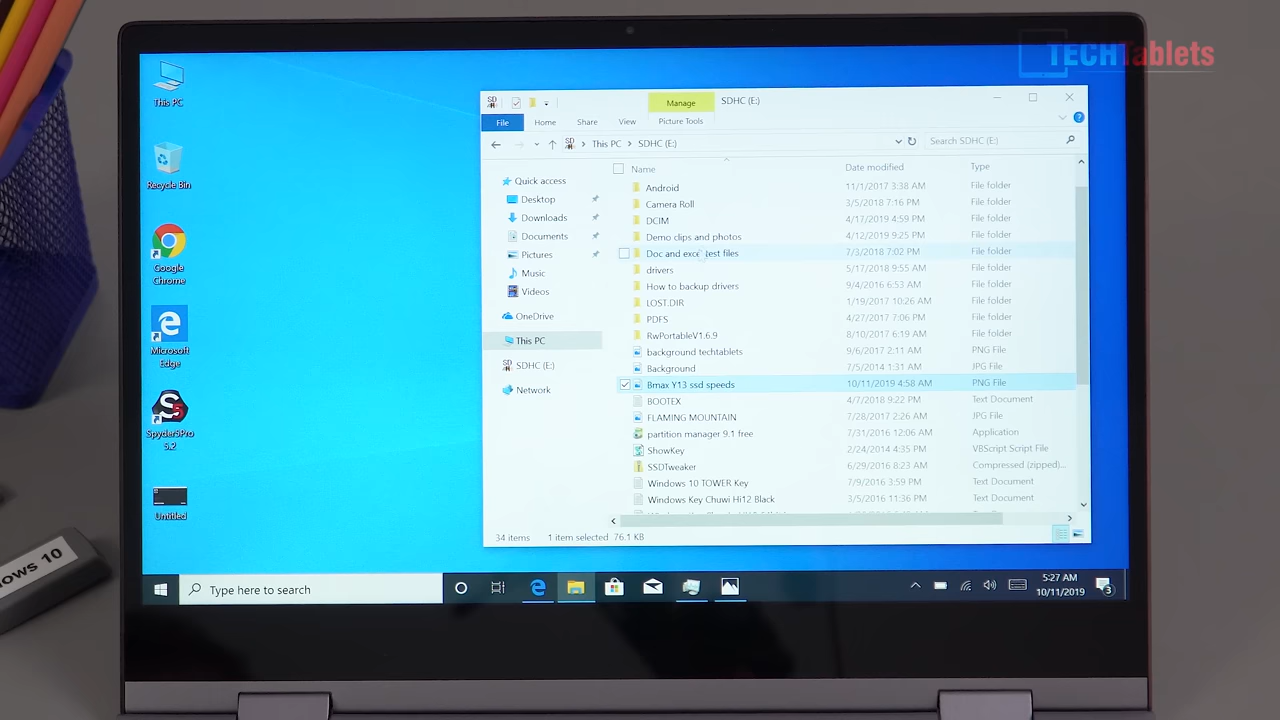 TECHTablets
This PC
Recycle Bin
Google
Chrome
Microsoft
Edge
Spyder5Pro
5.2
Untitled
Manage
SDHC (E:)
File
Home
Share
View
Picture Tools
This PC > SDHC (E:)
Search SDHC (E:)
Quick access
Desktop
Downloads
Documents
Pictures
Music
Videos
OneDrive
This PC
SDHC (E:)
Network
Name Date modified Type
Android 11/1/2017 3:38 AM File folder
Camera Roll 3/5/2018 7:16 PM File folder
DCIM 4/17/2019 4:59 PM File folder
Demo clips and photos 4/12/2019 9:25 PM File folder
Doc and excel test files 7/3/2018 7:02 PM File folder
drivers 5/17/2018 9:55 AM File folder
How to backup drivers 9/4/2016 6:53 AM File folder
LOST.DIR 1/19/2017 10:26 AM File folder
PDFS 4/27/2017 7:06 PM File folder
RwPortableV1.6.9 8/10/2017 6:19 AM File folder
background techtablets 9/6/2017 2:11 AM PNG File
Background 7/5/2014 1:31 AM JPG File
Bmax Y13 ssd speeds 10/11/2019 4:58 AM PNG File
BOOTEX 4/7/2018 9:22 PM Text Document
FLAMING MOUNTAIN 7/28/2017 2:26 AM JPG File
partition manager 9.1 free 7/31/2016 12:06 AM Application
ShowKey 2/24/2014 4:35 PM VBScript Script File
SSDTweaker 6/29/2016 8:23 AM Compressed (zipped)...
Windows 10 TOWER Key 7/9/2016 3:59 PM Text Document
Windows Key Chuwi Hi12 Black 3/5/2016 11:36 PM Text Document
34 items 1 item selected 76.1 KB
Type here to search
5:27 AM
10/11/2019
3
ows 10